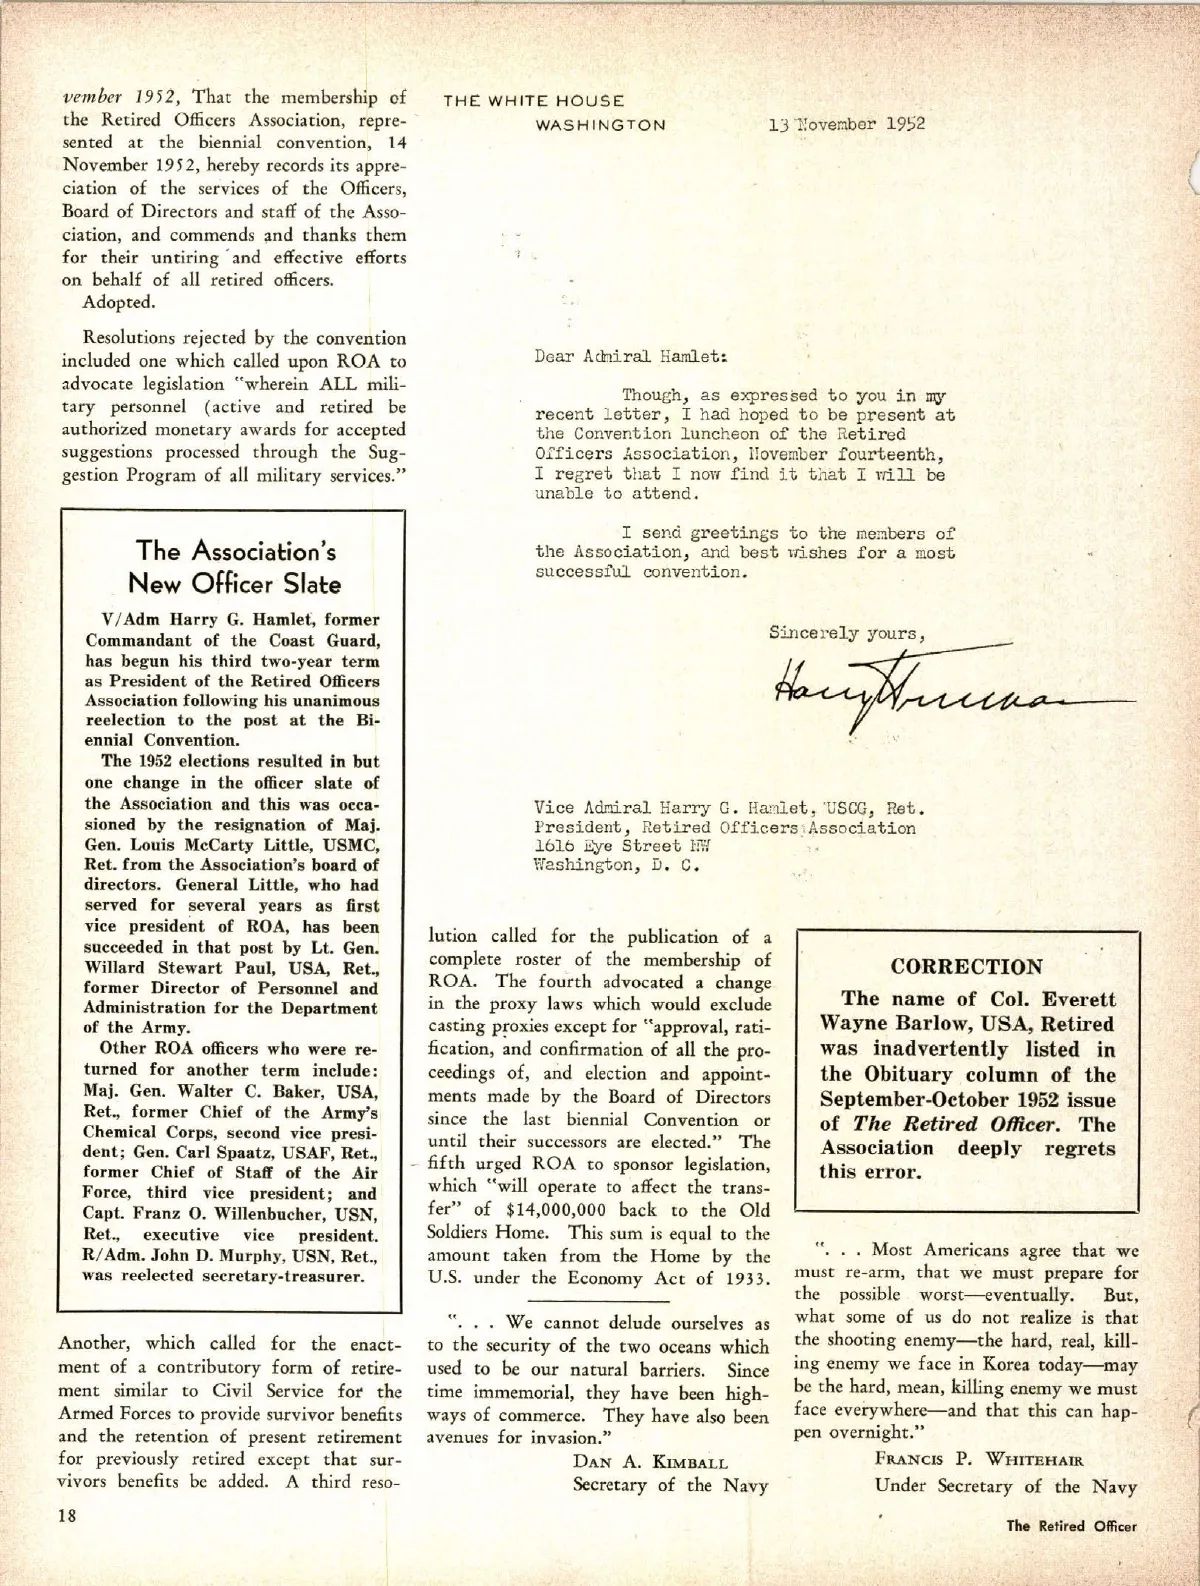 vember 1952, That the membership of
the Retired Officers Association, repre-
sented at the biennial convention, 14
November 1952, hereby records its appre-
ciation of the services of the Officers,
Board of Directors and staff of the Asso-
ciation, and commends and thanks them
for their untiring and effective efforts
on behalf of all retired officers.
Adopted.
Resolutions rejected by the convention
included one which called upon ROA to
advocate legislation "wherein ALL mili-
tary personnel (active and retired be
authorized monetary awards for accepted
suggestions processed through the Sug-
gestion Program of all military services."
The Association's
New Officer Slate
V/Adm Harry G. Hamlet, former
Commandant of the Coast Guard,
has begun his third two-year term
as President of the Retired Officers
Association following his unanimous
reelection to the post at the Bi-
ennial Convention.
The 1952 elections resulted in but
one change in the officer slate of
the Association and this was occa-
sioned by the resignation of Maj.
Gen. Louis McCarty Little, USMC,
Ret. from the Association's board of
directors. General Little, who had
served for several years as first
vice president of ROA, has been
succeeded in that post by Lt. Gen.
Willard Stewart Paul, USA, Ret.,
former Director of Personnel and
Administration for the Department
of the Army.
Other ROA officers who were re-
turned for another term include:
Maj. Gen. Walter C. Baker, USA,
Ret., former Chief of the Army's
Chemical Corps, second vice presi-
dent; Gen. Carl Spaatz, USAF, Ret.,
former Chief of Staff of the Air
Force, third vice president; and
Capt. Franz O. Willenbucher, USN,
Ret., executive vice president.
R/Adm. John D. Murphy, USN, Ret.,
was reelected secretary-treasurer.
Another, which called for the enact-
ment of a contributory form of retire-
ment similar to Civil Service for the
Armed Forces to provide survivor benefits
and the retention of present retirement
for previously retired except that sur-
vivors benefits be added. A third reso-
THE WHITE HOUSE
WASHINGTON
13 November 1952
Dear Admiral Hamlet:
Though, as expressed to you in my
recent letter, I had hoped to be present at
the Convention luncheon of the Retired
Officers Association, November fourteenth,
I regret that I now find it that I will be
unable to attend.
I send greetings to the members of
the Association, and best wishes for a most
successful convention.
Sincerely yours,
Harry Truman
Vice Admiral Harry G. Hamlet, USCG, Ret.
President, Retired Officers Association
1616 Eye Street NW
Washington, D. C.
lution called for the publication of a
complete roster of the membership of
ROA. The fourth advocated a change
in the proxy laws which would exclude
casting proxies except for "approval, rati-
fication, and confirmation of all the pro-
ceedings of, and election and appoint-
ments made by the Board of Directors
since the last biennial Convention or
until their successors are elected." The
fifth urged ROA to sponsor legislation,
which "will operate to affect the trans-
fer" of $14,000,000 back to the Old
Soldiers Home. This sum is equal to the
amount taken from the Home by the
U.S. under the Economy Act of 1933.
". . . We cannot delude ourselves as
to the security of the two oceans which
used to be our natural barriers. Since
time immemorial, they have been high-
ways of commerce. They have also been
avenues for invasion."
DAN A. KIMBALL
Secretary of the Navy
CORRECTION
The name of Col. Everett
Wayne Barlow, USA, Retired
was inadvertently listed in
the Obituary column of the
September-October 1952 issue
of The Retired Officer. The
Association deeply regrets
this error.
". . . Most Americans agree that we
must re-arm, that we must prepare for
the possible worst—eventually. But,
what some of us do not realize is that
the shooting enemy—the hard, real, kill-
ing enemy we face in Korea today—may
be the hard, mean, killing enemy we must
face everywhere—and that this can hap-
pen overnight."
FRANCIS P. WHITEHAIR
Under Secretary of the Navy
18
The Retired Officer